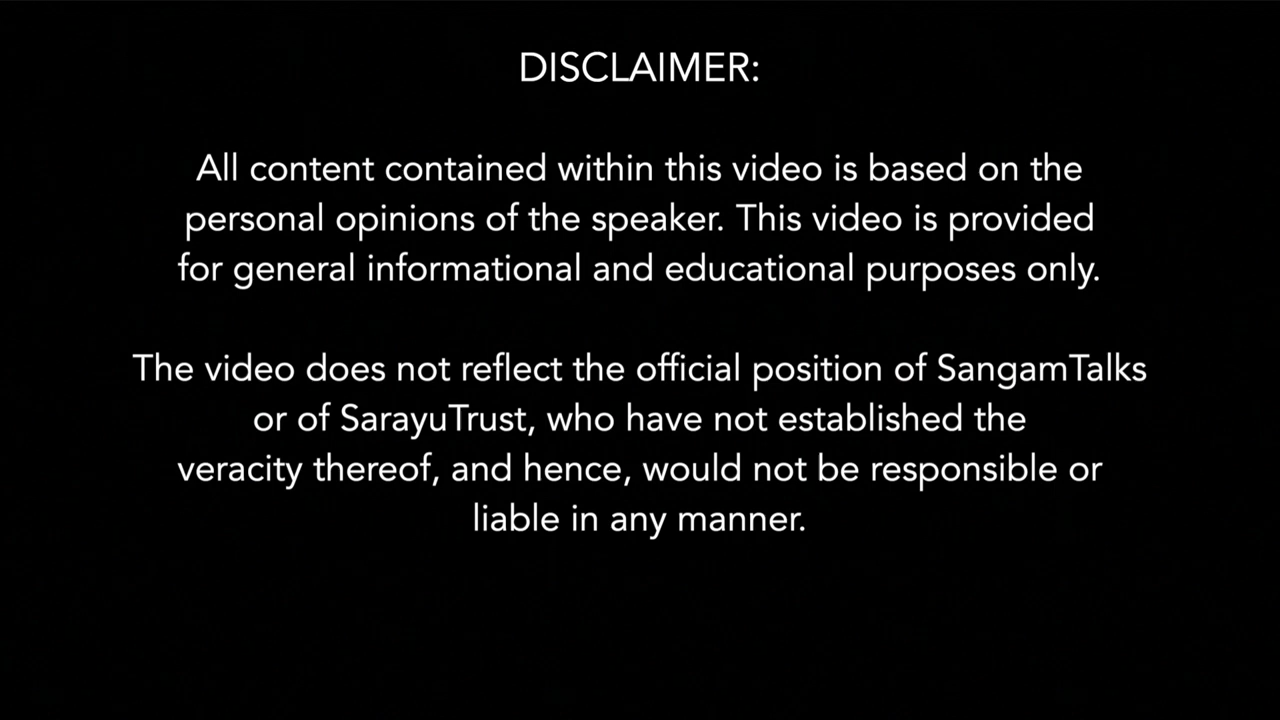 DISCLAIMER:
All content contained within this video is based on the
personal opinions of the speaker. This video is provided
for general informational and educational purposes only.
The video does not reflect the official position of SangamTalks
or of SarayuTrust, who have not established the
veracity thereof, and hence, would not be responsible or
liable in any manner.